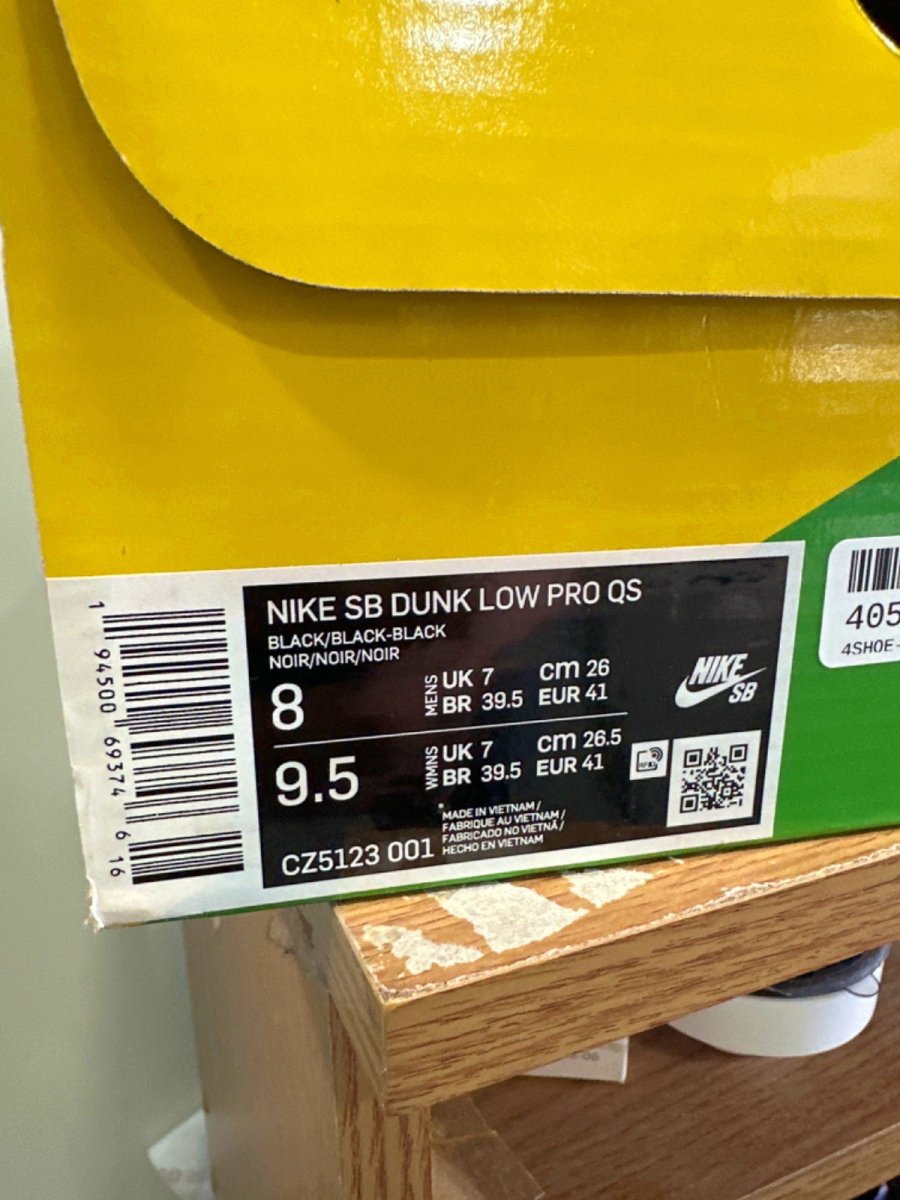 NIKE SB DUNK LOW PRO QS
BLACK/BLACK-BLACK
NOIR/NOIR/NOIR
8
MENS
UK 7 cm 26
BR 39.5 EUR 41
9.5
WMNS
UK 7 cm 26.5
BR 39.5 EUR 41
*MADE IN VIETNAM /
FABRIQUE AU VIETNAM /
FABRICADO NO VIETNÃ /
HECHO EN VIETNAM
CZ5123 001
NIKE
SB
RFID
1 94500 69374 6 16
405
4SHOE-